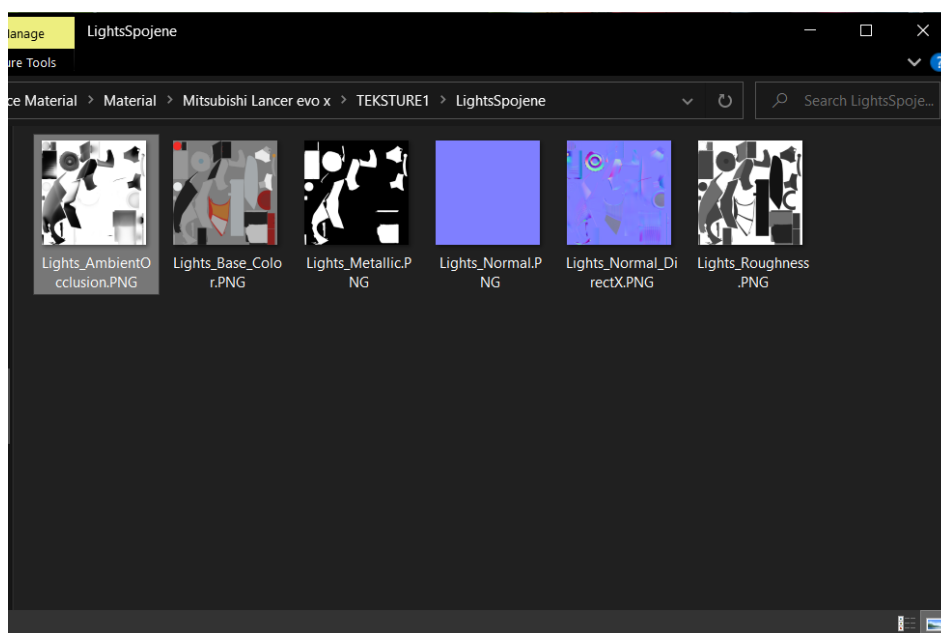 Manage
LightsSpojene
ure Tools
ce Material > Material > Mitsubishi Lancer evo x > TEKSTURE1 > LightsSpojene
Search LightsSpoje...
Lights_AmbientO
cclusion.PNG
Lights_Base_Colo
r.PNG
Lights_Metallic.P
NG
Lights_Normal.P
NG
Lights_Normal_Di
rectX.PNG
Lights_Roughness
.PNG